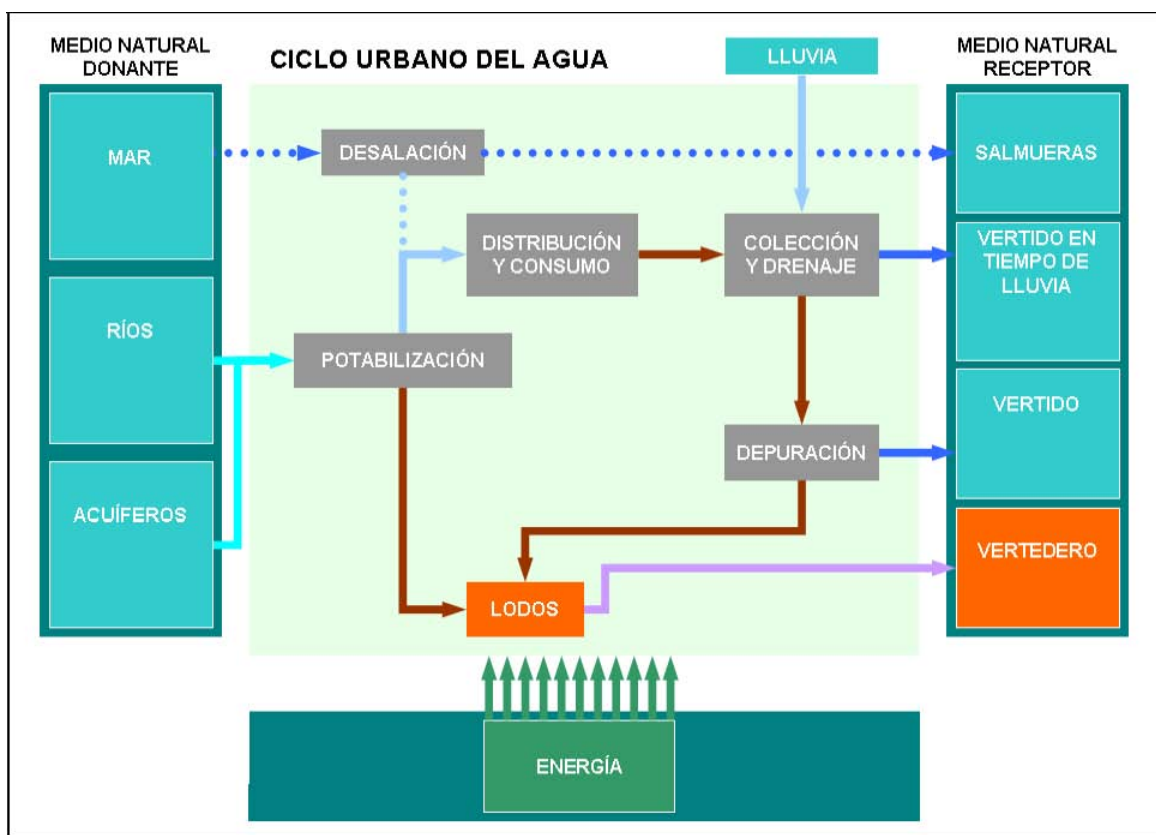 MEDIO NATURAL
DONANTE
CICLO URBANO DEL AGUA
LLUVIA
MEDIO NATURAL
RECEPTOR
MAR
DESALACIÓN
SALMUERAS
DISTRIBUCIÓN
Y CONSUMO
COLECCIÓN
Y DRENAJE
VERTIDO EN
TIEMPO DE
LLUVIA
RÍOS
POTABILIZACIÓN
VERTIDO
DEPURACIÓN
ACUÍFEROS
VERTEDERO
LODOS
ENERGÍA